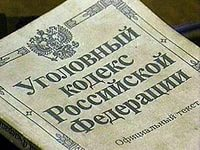 Уголовный
кодекс
Российской
Федерации
Официальный текст